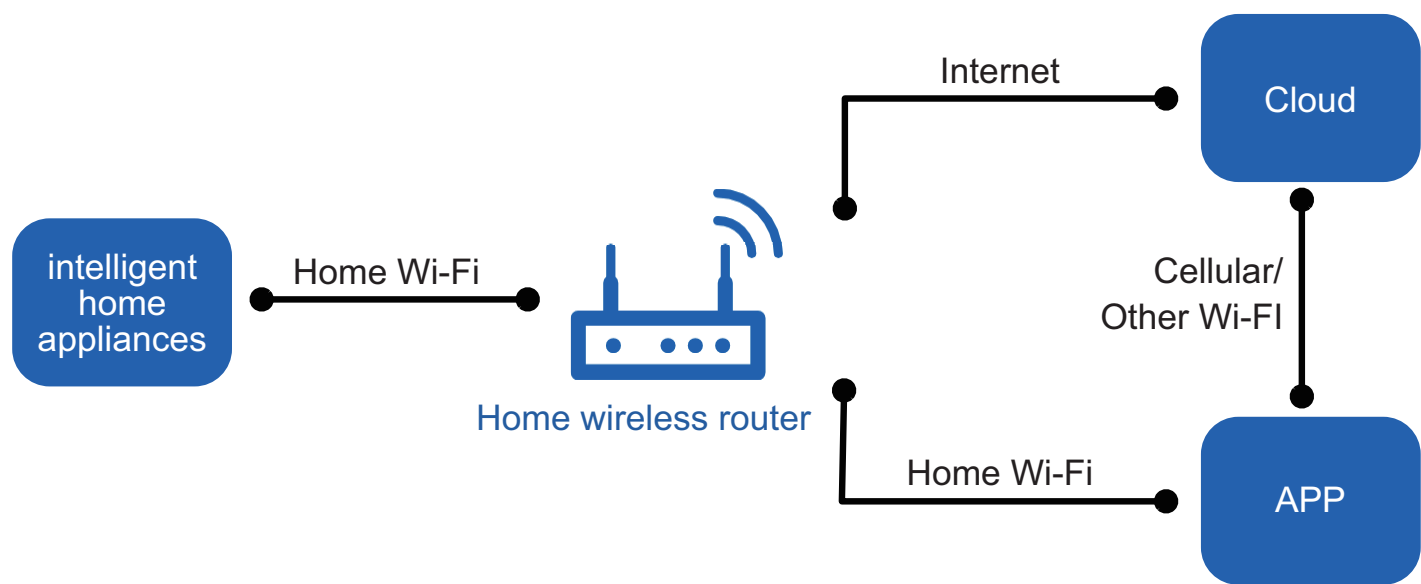 Internet
Cloud
intelligent
home
appliances
Home Wi-Fi
Cellular/
Other Wi-FI
Home wireless router
Home Wi-Fi
APP